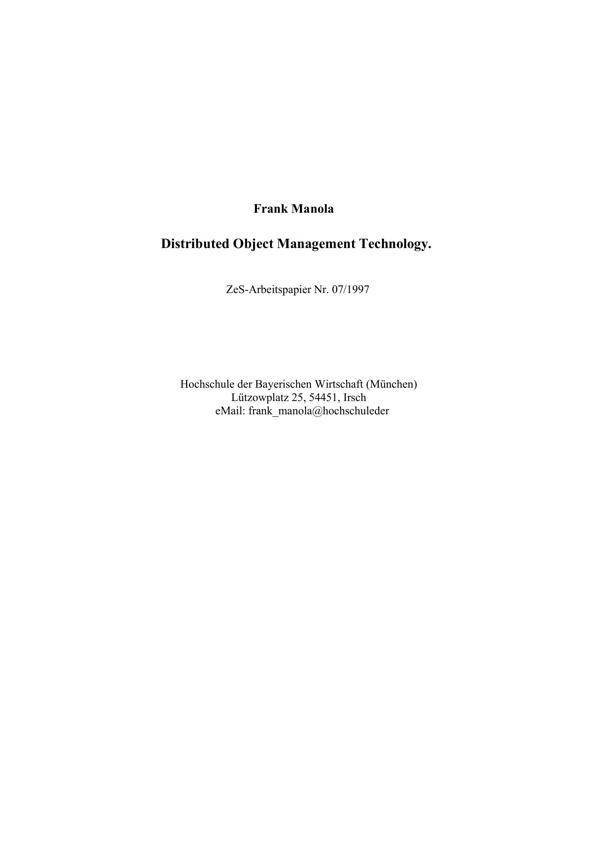 Frank Manola
Distributed Object Management Technology.
ZeS-Arbeitspapier Nr. 07/1997
Hochschule der Bayerischen Wirtschaft (München)
Lützowplatz 25, 54451, Irsch
eMail: frank_manola@hochschuleder